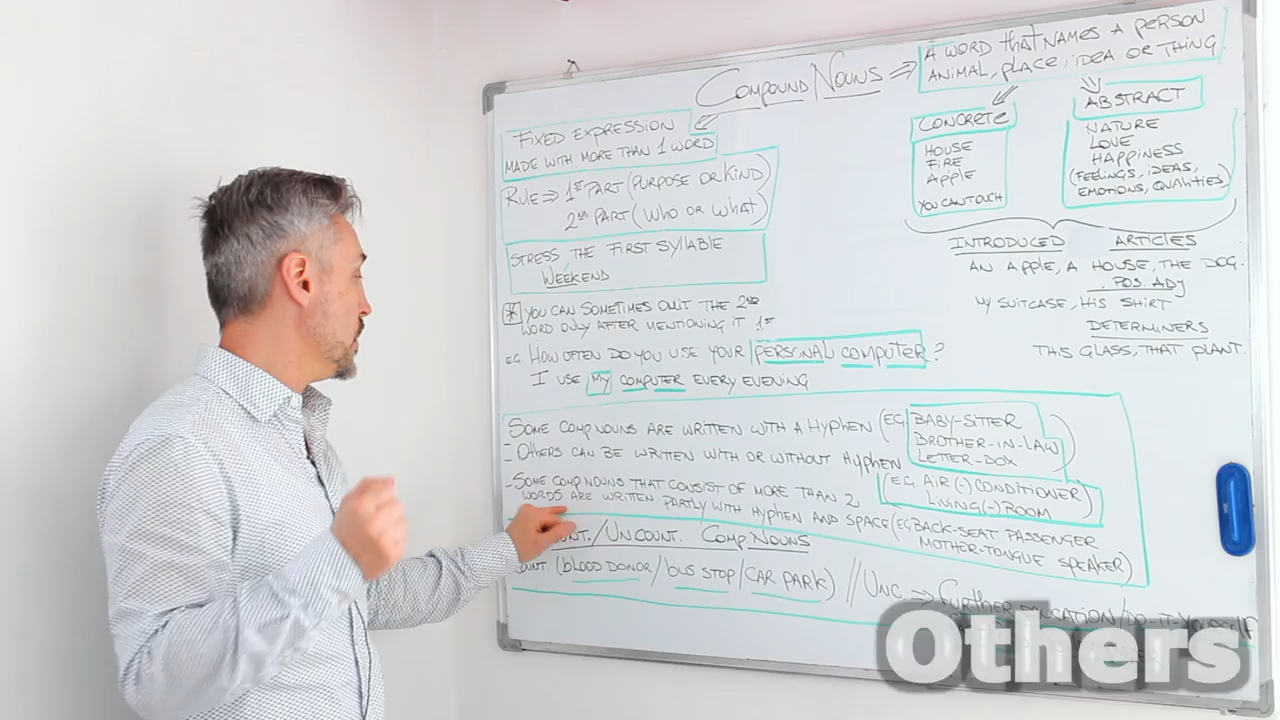 COMPOUND NOUNS ⇒ A WORD THAT NAMES A PERSON
ANIMAL, PLACE, IDEA OR THING.
FIXED EXPRESSION
MADE WITH MORE THAN 1 WORD
RULE ⇒ 1ST PART (PURPOSE OR KIND)
2ND PART (WHO OR WHAT)
STRESS THE FIRST SYLLABLE
WEEKEND
* YOU CAN SOMETIMES OMIT THE 2ND
WORD ONLY AFTER MENTIONING IT 1ST
E.G. HOW OFTEN DO YOU USE YOUR PERSONAL COMPUTER?
I USE MY COMPUTER EVERY EVENING
CONCRETE
HOUSE
FIRE
APPLE
YOU CAN TOUCH
ABSTRACT
NATURE
LOVE
HAPPINESS
(FEELINGS, IDEAS,
EMOTIONS, QUALITIES)
INTRODUCED ARTICLES
AN APPLE, A HOUSE, THE DOG.
. POS. ADJ
MY SUITCASE, HIS SHIRT
DETERMINERS
THIS GLASS, THAT PLANT.
SOME COMP NOUNS ARE WRITTEN WITH A HYPHEN (EG. BABY-SITTER
BROTHER-IN-LAW
LETTER-BOX)
- OTHERS CAN BE WRITTEN WITH OR WITHOUT HYPHEN
(E.G. AIR (-) CONDITIONER
LIVING (-) ROOM)
- SOME COMP NOUNS THAT CONSIST OF MORE THAN 2
WORDS ARE WRITTEN PARTLY WITH HYPHEN AND SPACE (EG BACK-SEAT PASSENGER
MOTHER-TONGUE SPEAKER)
UNT./UNCOUNT. COMP. NOUNS
UNT. (BLOOD DONOR/BUS STOP/CAR PARK) // UNC ⇒ FURTHER EDUCATION/DO-IT-YOURSELF
Others